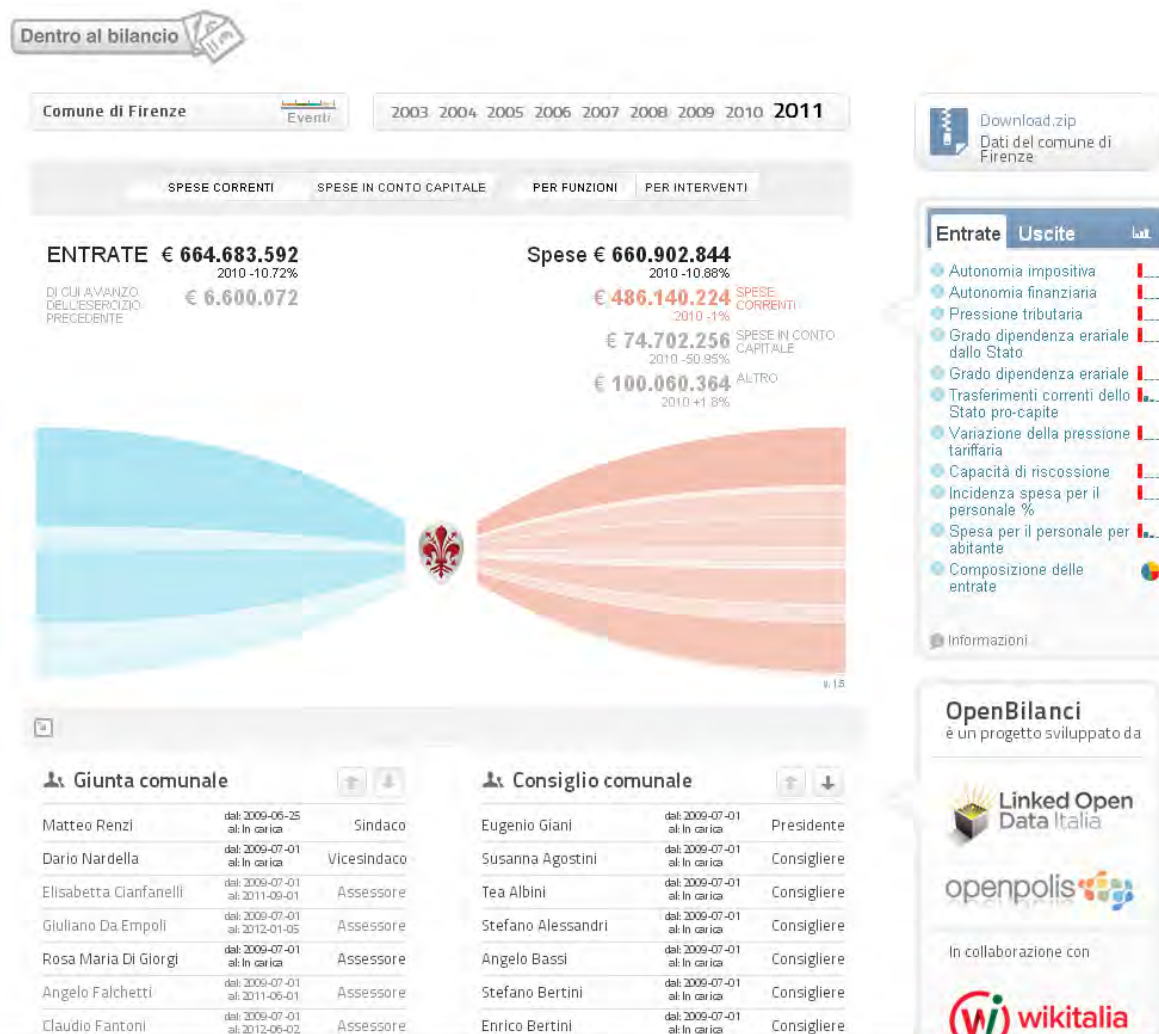 Dentro al bilancio
Comune di Firenze
Eventi
2003 2004 2005 2006 2007 2008 2009 2010 2011
SPESE CORRENTI SPESE IN CONTO CAPITALE PER FUNZIONI PER INTERVENTI
ENTRATE € 664.683.592
2010 -10.72%
DI CUI AVANZO
DELL'ESERCIZIO
PRECEDENTE
€ 6.600.072
Spese € 660.902.844
2010 -10.88%
€ 486.140.224 SPESE
CORRENTI
2010 -1%
€ 74.702.256 SPESE IN CONTO
CAPITALE
2010 -50.95%
€ 100.060.364 ALTRO
2010 +1.8%
v. 1.5
Giunta comunale
Matteo Renzi dal: 2009-06-25 al: In carica Sindaco
Dario Nardella dal: 2009-07-01 al: In carica Vicesindaco
Elisabetta Cianfanelli dal: 2009-07-01 al: 2011-09-01 Assessore
Giuliano Da Empoli dal: 2009-07-01 al: 2012-01-05 Assessore
Rosa Maria Di Giorgi dal: 2009-07-01 al: In carica Assessore
Angelo Falchetti dal: 2009-07-01 al: 2011-06-01 Assessore
Claudio Fantoni dal: 2009-07-01 al: 2012-06-02 Assessore
Consiglio comunale
Eugenio Giani dal: 2009-07-01 al: In carica Presidente
Susanna Agostini dal: 2009-07-01 al: In carica Consigliere
Tea Albini dal: 2009-07-01 al: In carica Consigliere
Stefano Alessandri dal: 2009-07-01 al: In carica Consigliere
Angelo Bassi dal: 2009-07-01 al: In carica Consigliere
Stefano Bertini dal: 2009-07-01 al: In carica Consigliere
Enrico Bertini dal: 2009-07-01 al: In carica Consigliere
Download.zip
Dati del comune di
Firenze
Entrate Uscite
Autonomia impositiva
Autonomia finanziaria
Pressione tributaria
Grado dipendenza erariale
dallo Stato
Grado dipendenza erariale
Trasferimenti correnti dello
Stato pro-capite
Variazione della pressione
tariffaria
Capacità di riscossione
Incidenza spesa per il
personale %
Spesa per il personale per
abitante
Composizione delle
entrate
Informazioni
OpenBilanci
è un progetto sviluppato da
Linked Open
Data Italia
openpolis
In collaborazione con
wikitalia